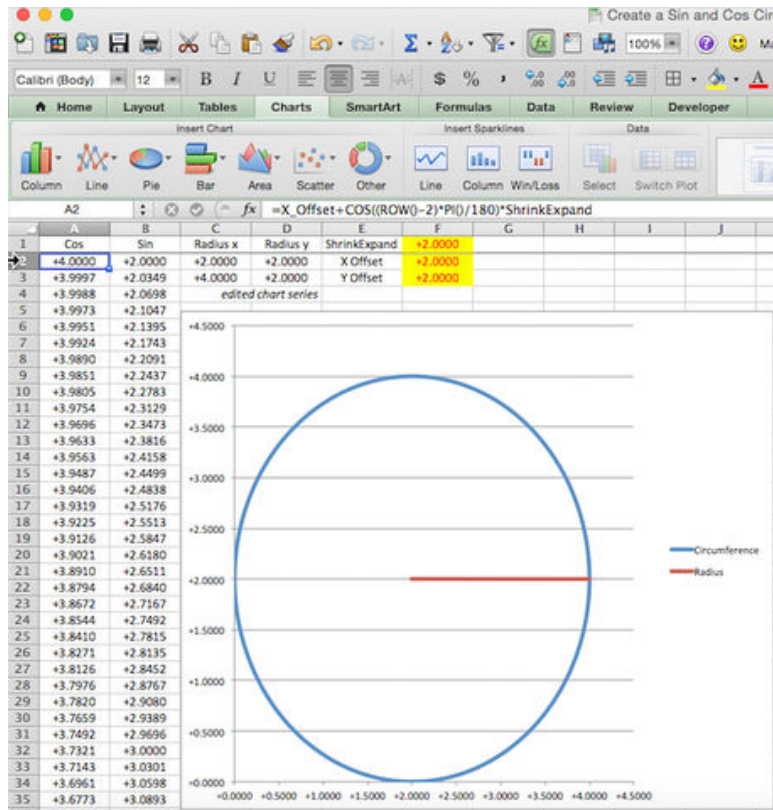 Create a Sin and Cos Cir
100%
Calibri (Body) 12 B I U $ %
Home Layout Tables Charts SmartArt Formulas Data Review Developer
Insert Chart Insert Sparklines Data
Column Line Pie Bar Area Scatter Other Line Column Win/Loss Select Switch Plot
A2 fx =X_Offset+COS((ROW()-2)*PI()/180)*ShrinkExpand
A B C D E F G H I J
1 Cos Sin Radius x Radius y ShrinkExpand +2.0000
2 +4.0000 +2.0000 +2.0000 +2.0000 X Offset +2.0000
3 +3.9997 +2.0349 +4.0000 +2.0000 Y Offset +2.0000
4 +3.9988 +2.0698 edited chart series
5 +3.9973 +2.1047
6 +3.9951 +2.1395
7 +3.9924 +2.1743
8 +3.9890 +2.2091
9 +3.9851 +2.2437
10 +3.9805 +2.2783
11 +3.9754 +2.3129
12 +3.9696 +2.3473
13 +3.9633 +2.3816
14 +3.9563 +2.4158
15 +3.9487 +2.4499
16 +3.9406 +2.4838
17 +3.9319 +2.5176
18 +3.9225 +2.5513
19 +3.9126 +2.5847
20 +3.9021 +2.6180
21 +3.8910 +2.6511
22 +3.8794 +2.6840
23 +3.8672 +2.7167
24 +3.8544 +2.7492
25 +3.8410 +2.7815
26 +3.8271 +2.8135
27 +3.8126 +2.8452
28 +3.7976 +2.8767
29 +3.7820 +2.9080
30 +3.7659 +2.9389
31 +3.7492 +2.9696
32 +3.7321 +3.0000
33 +3.7143 +3.0301
34 +3.6961 +3.0598
35 +3.6773 +3.0893
+4.5000
+4.0000
+3.5000
+3.0000
+2.5000
+2.0000
+1.5000
+1.0000
+0.5000
+0.0000
+0.0000 +0.5000 +1.0000 +1.5000 +2.0000 +2.5000 +3.0000 +3.5000 +4.0000 +4.5000
Circumference
Radius